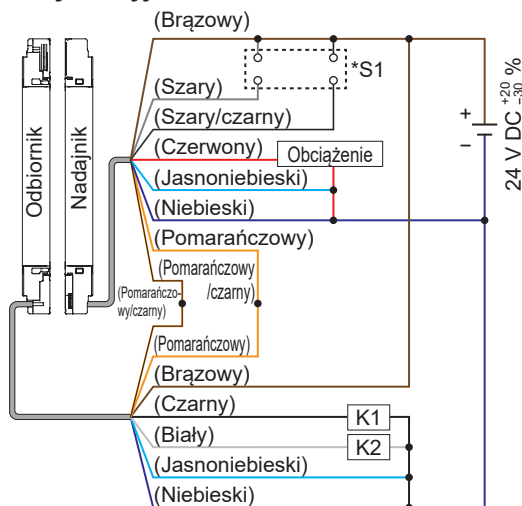 (Brązowy)
*S1
(Szary)
(Szary/czarny)
(Czerwony)
Obciążenie
(Jasnoniebieski)
(Niebieski)
(Pomarańczowy)
(Pomarańczowy
/czarny)
(Pomarańczo-
wy/czarny)
(Pomarańczowy)
(Brązowy)
(Czarny)
K1
(Biały)
K2
(Jasnoniebieski)
(Niebieski)
Odbiornik
Nadajnik
+
−
24 V DC +20 −30 %